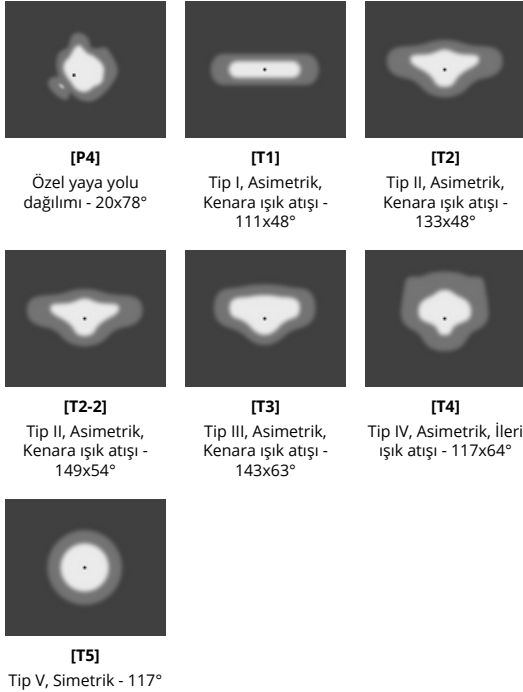 [P4]
Özel yaya yolu
dağılımı - 20x78°
[T1]
Tip I, Asimetrik,
Kenara ışık atışı -
111x48°
[T2]
Tip II, Asimetrik,
Kenara ışık atışı -
133x48°
[T2-2]
Tip II, Asimetrik,
Kenara ışık atışı -
149x54°
[T3]
Tip III, Asimetrik,
Kenara ışık atışı -
143x63°
[T4]
Tip IV, Asimetrik, İleri
ışık atışı - 117x64°
[T5]
Tip V, Simetrik - 117°